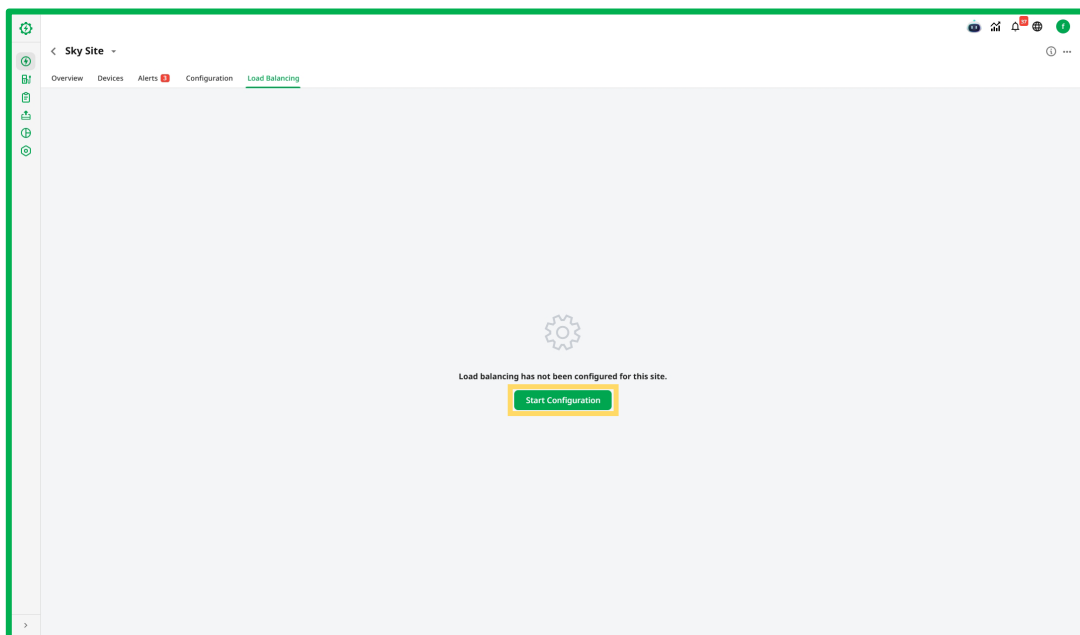 97
f
Sky Site
Overview Devices Alerts 3 Configuration Load Balancing
Load balancing has not been configured for this site.
Start Configuration